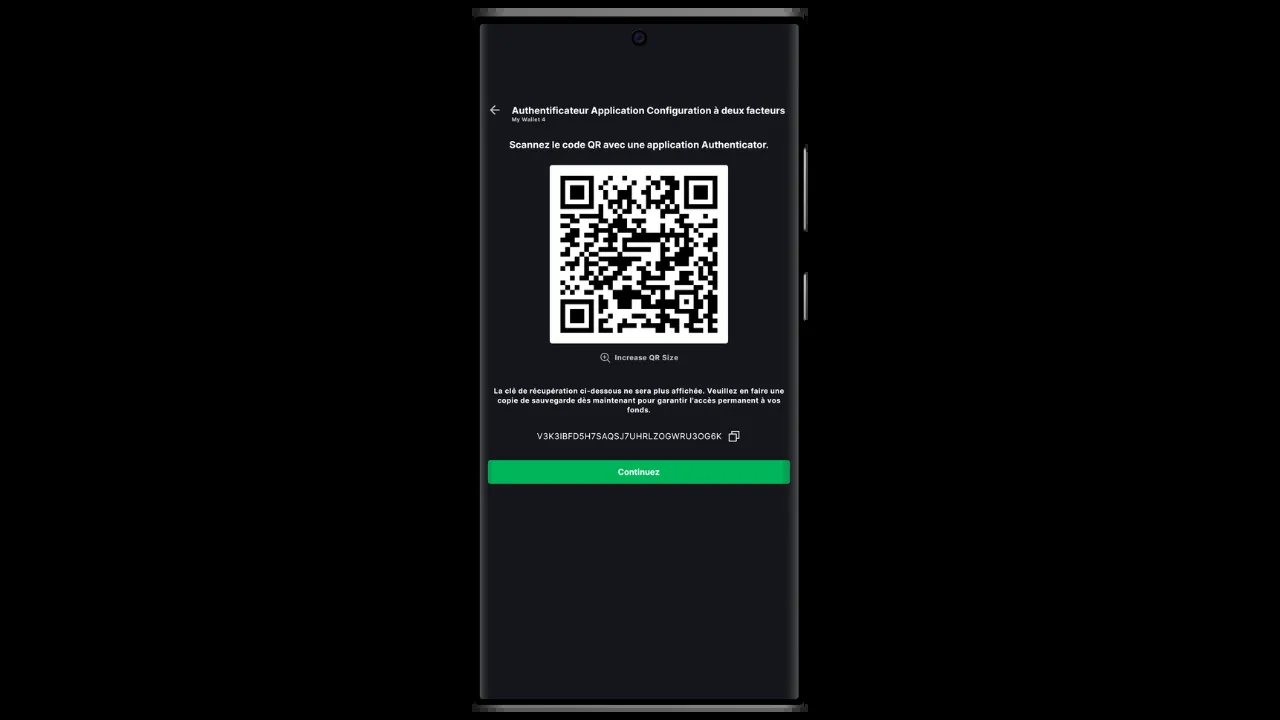 Authentificateur Application Configuration à deux facteurs
My Wallet 4
Scannez le code QR avec une application Authenticator.
Increase QR Size
La clé de récupération ci-dessous ne sera plus affichée. Veuillez en faire une
copie de sauvegarde dès maintenant pour garantir l'accès permanent à vos
fonds.
V3K3IBFD5H7SAQSJ7UHRLZOGWRU3OG6K
Continuez